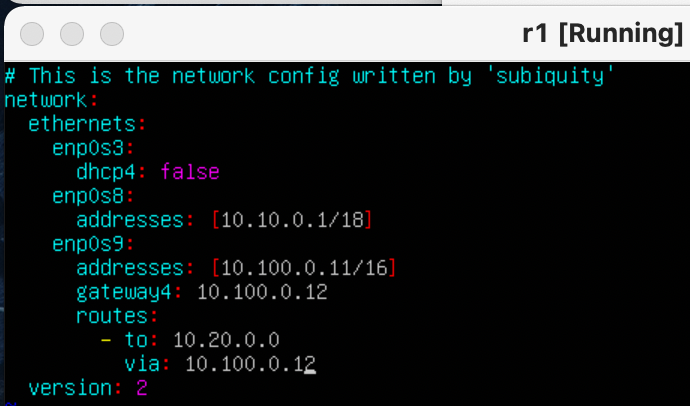 r1 [Running]
# This is the network config written by 'subiquity'
network:
  ethernets:
    enp0s3:
      dhcp4: false
    enp0s8:
      addresses: [10.10.0.1/18]
    enp0s9:
      addresses: [10.100.0.11/16]
      gateway4: 10.100.0.12
      routes:
        - to: 10.20.0.0
          via: 10.100.0.12
  version: 2
~